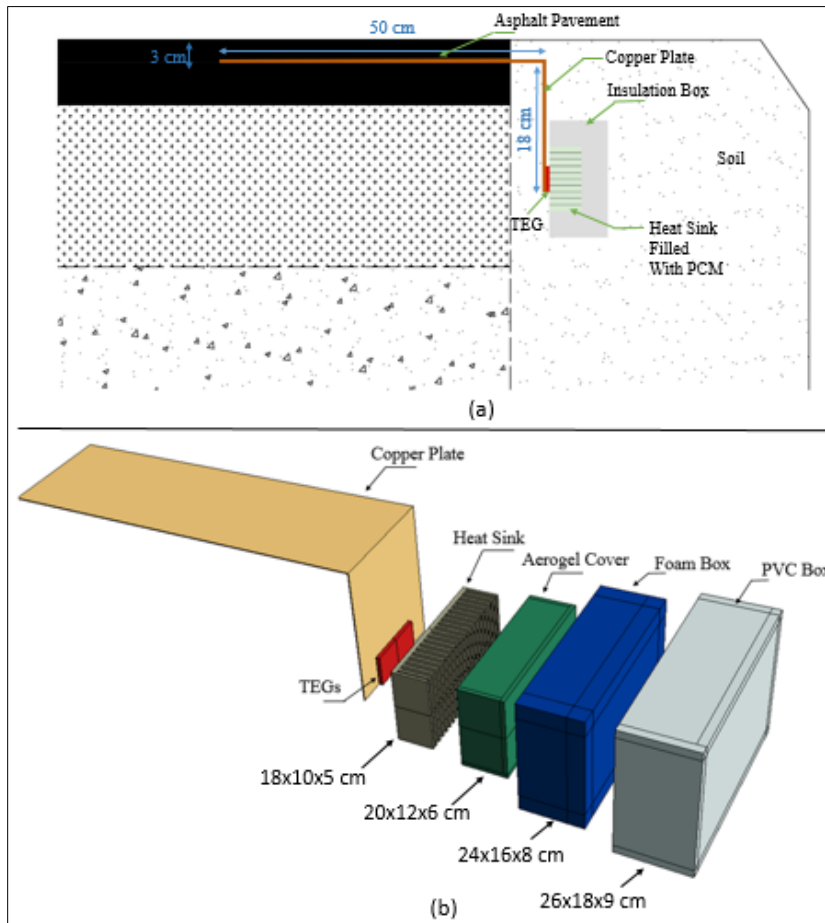 50 cm
Asphalt Pavement
3 cm
Copper Plate
Insulation Box
18 cm
Soil
TEG
Heat Sink
Filled
With PCM
(a)
Copper Plate
Heat Sink
Aerogel Cover
Foam Box
PVC Box
TEGs
18x10x5 cm
20x12x6 cm
24x16x8 cm
26x18x9 cm
(b)